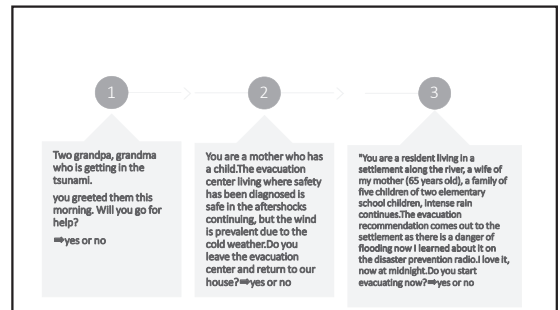 1
2
3
Two grandpa, grandma
who is getting in the
tsunami.
you greeted them this
morning. Will you go for
help?
➡yes or no
You are a mother who has
a child.The evacuation
center living where safety
has been diagnosed is
safe in the aftershocks
continuing, but the wind
is prevalent due to the
cold weather.Do you
leave the evacuation
center and return to our
house?➡yes or no
"You are a resident living in a
settlement along the river, a wife of
my mother (65 years old), a family of
five children of two elementary
school children, intense rain
continues.The evacuation
recommendation comes out to the
settlement as there is a danger of
flooding now I learned about it on
the disaster prevention radio.I love it,
now at midnight.Do you start
evacuating now?➡yes or no